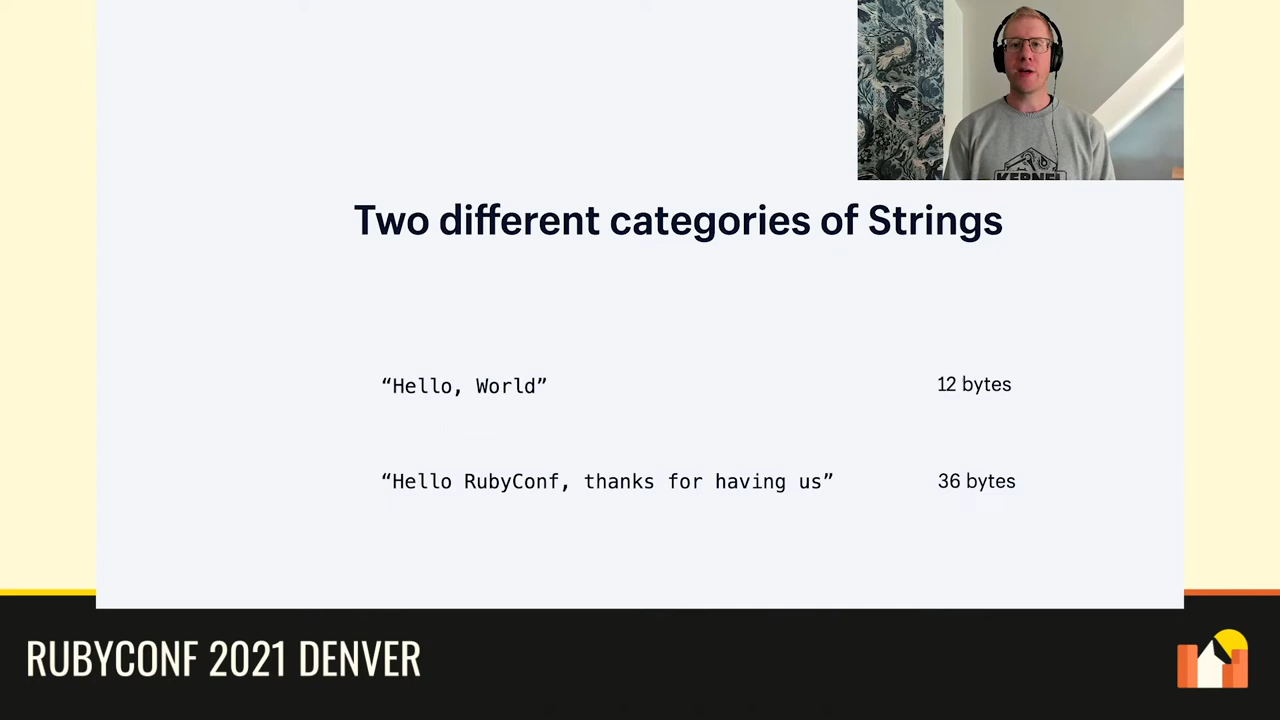 KERNEL
Two different categories of Strings
“Hello, World” 12 bytes
“Hello RubyConf, thanks for having us” 36 bytes
RUBYCONF 2021 DENVER